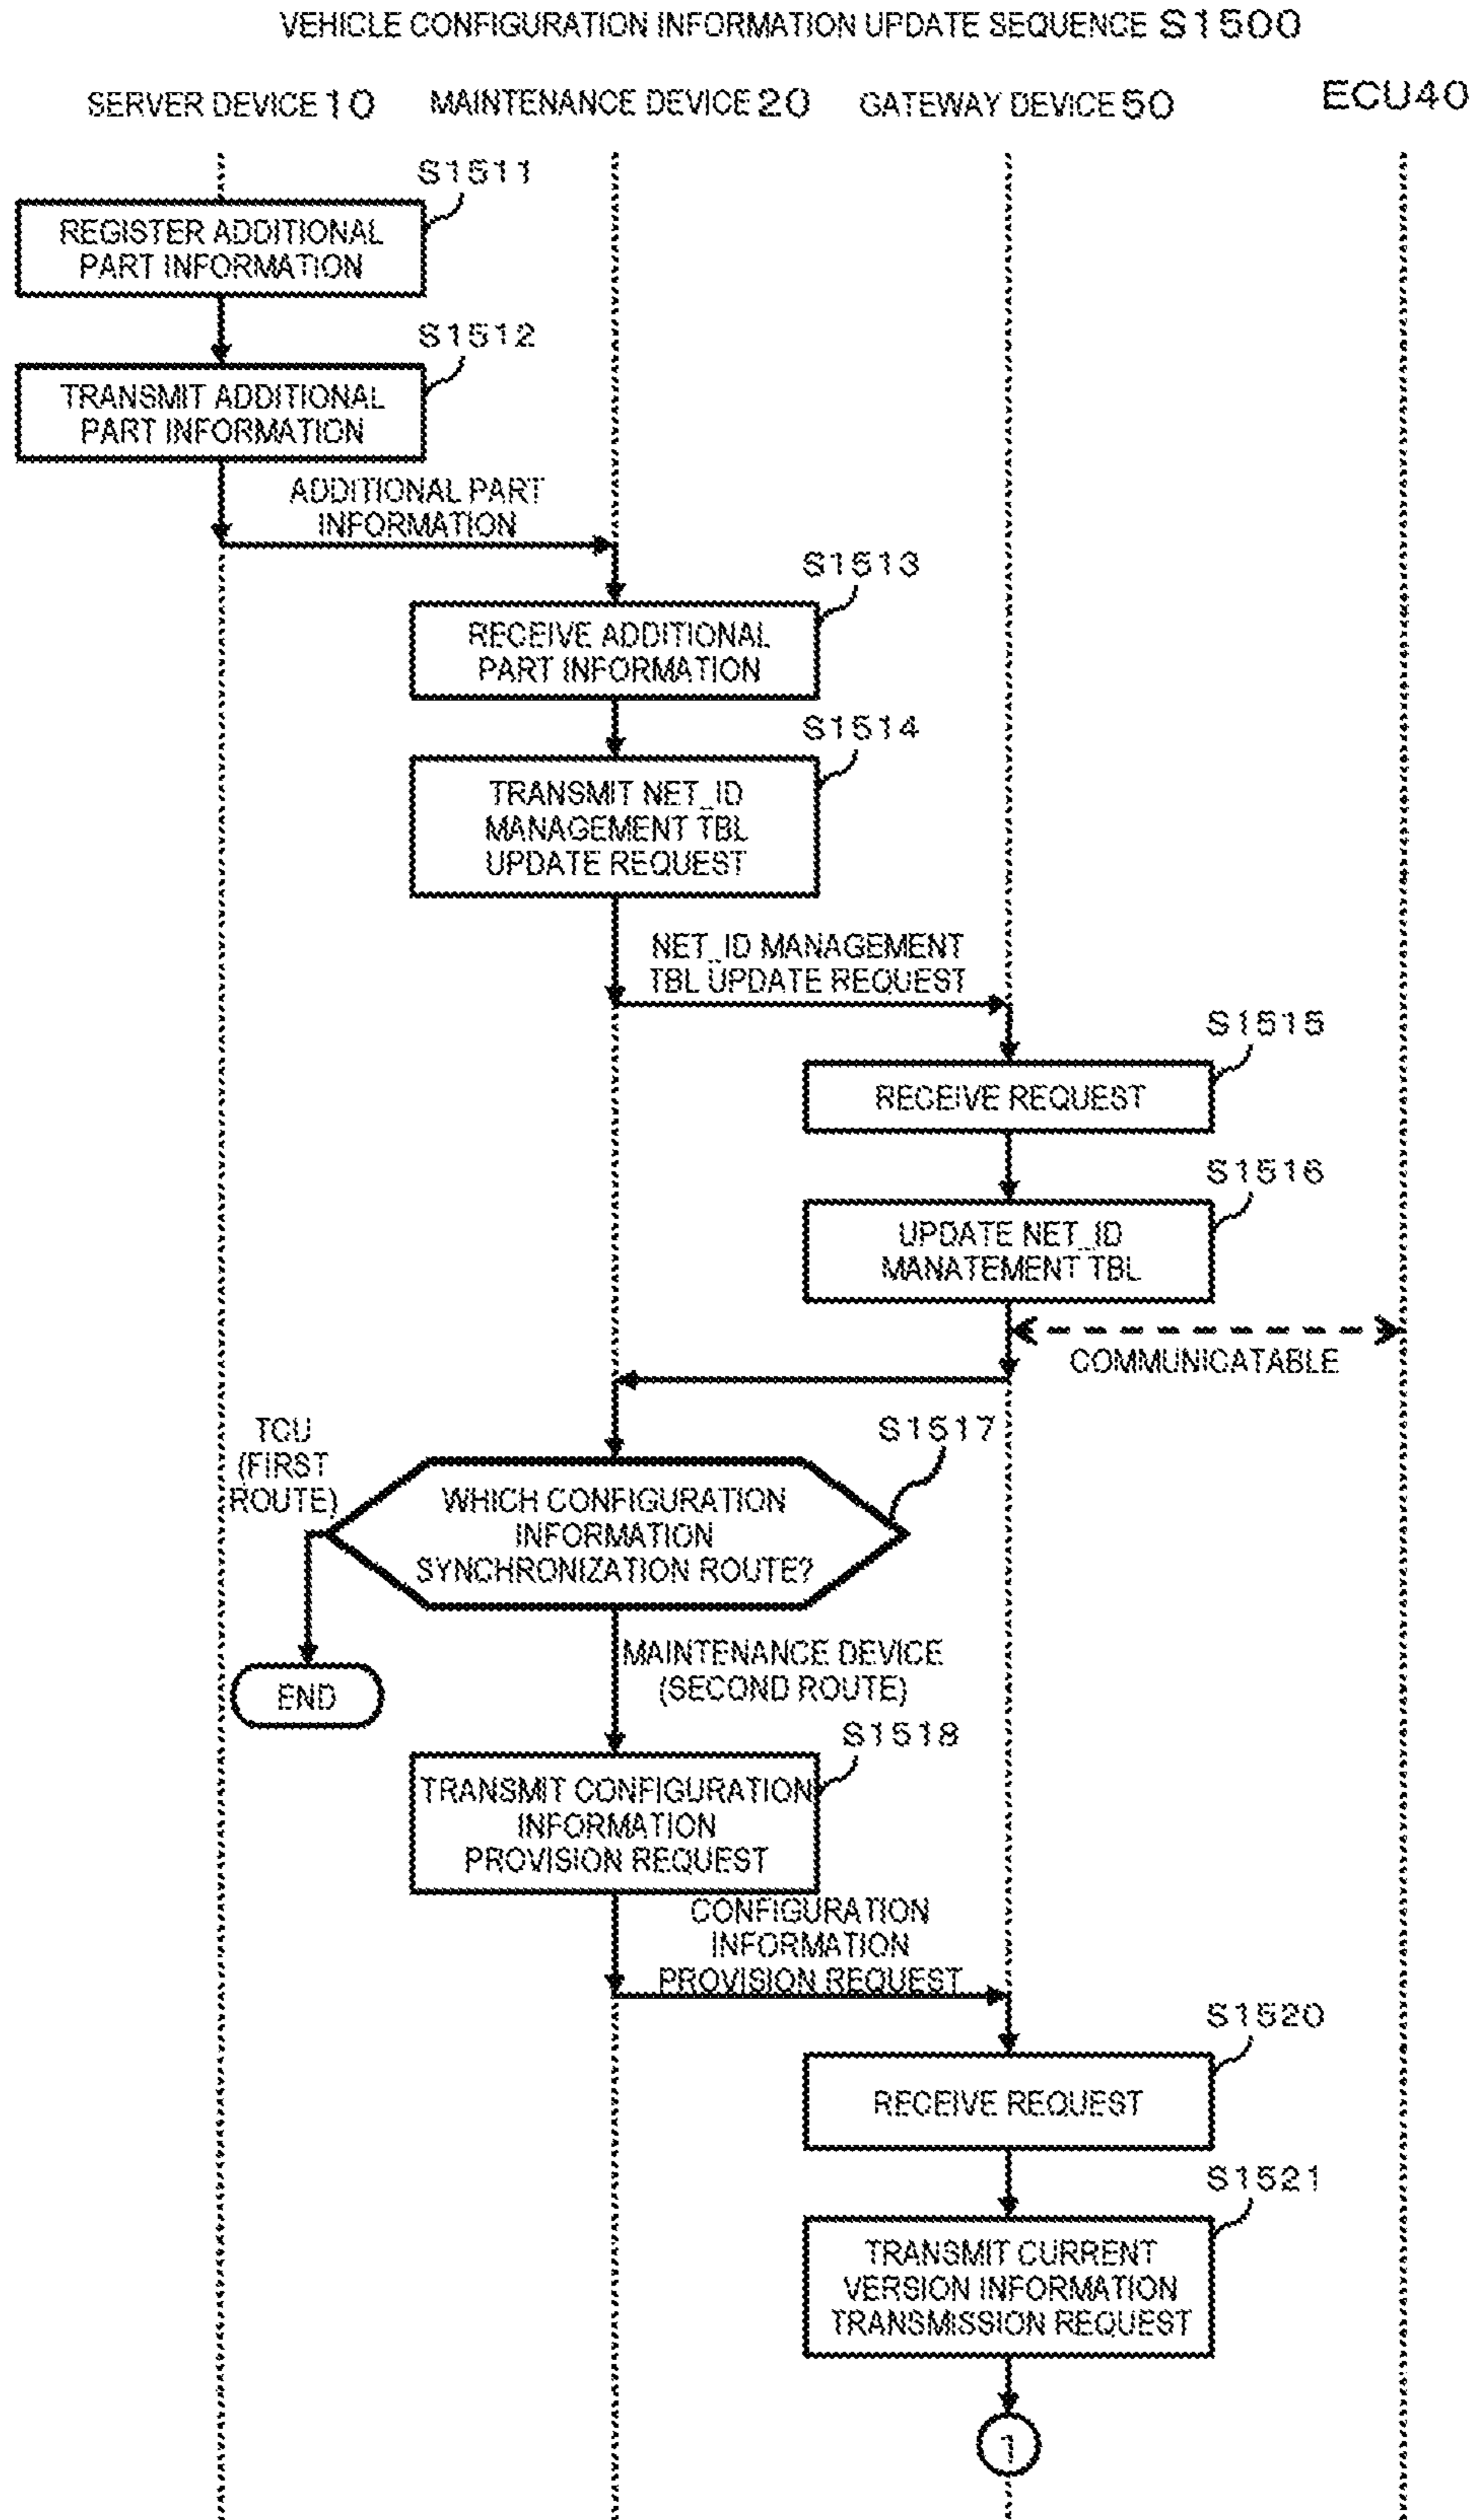 VEHICLE CONFIGURATION INFORMATION UPDATE SEQUENCE S1500
SERVER DEVICE 10
MAINTENANCE DEVICE 20
GATEWAY DEVICE 50
ECU40
S1511
REGISTER ADDITIONAL
PART INFORMATION
S1512
TRANSMIT ADDITIONAL
PART INFORMATION
ADDITIONAL PART
INFORMATION
S1513
RECEIVE ADDITIONAL
PART INFORMATION
S1514
TRANSMIT NET_ID
MANAGEMENT TBL
UPDATE REQUEST
NET_ID MANAGEMENT
TBL UPDATE REQUEST
S1515
RECEIVE REQUEST
S1516
UPDATE NET_ID
MANATEMENT TBL
COMMUNICATABLE
TCU
(FIRST
ROUTE)
S1517
WHICH CONFIGURATION
INFORMATION
SYNCHRONIZATION ROUTE?
END
MAINTENANCE DEVICE
(SECOND ROUTE)
S1518
TRANSMIT CONFIGURATION
INFORMATION
PROVISION REQUEST
CONFIGURATION
INFORMATION
PROVISION REQUEST
S1520
RECEIVE REQUEST
S1521
TRANSMIT CURRENT
VERSION INFORMATION
TRANSMISSION REQUEST
1